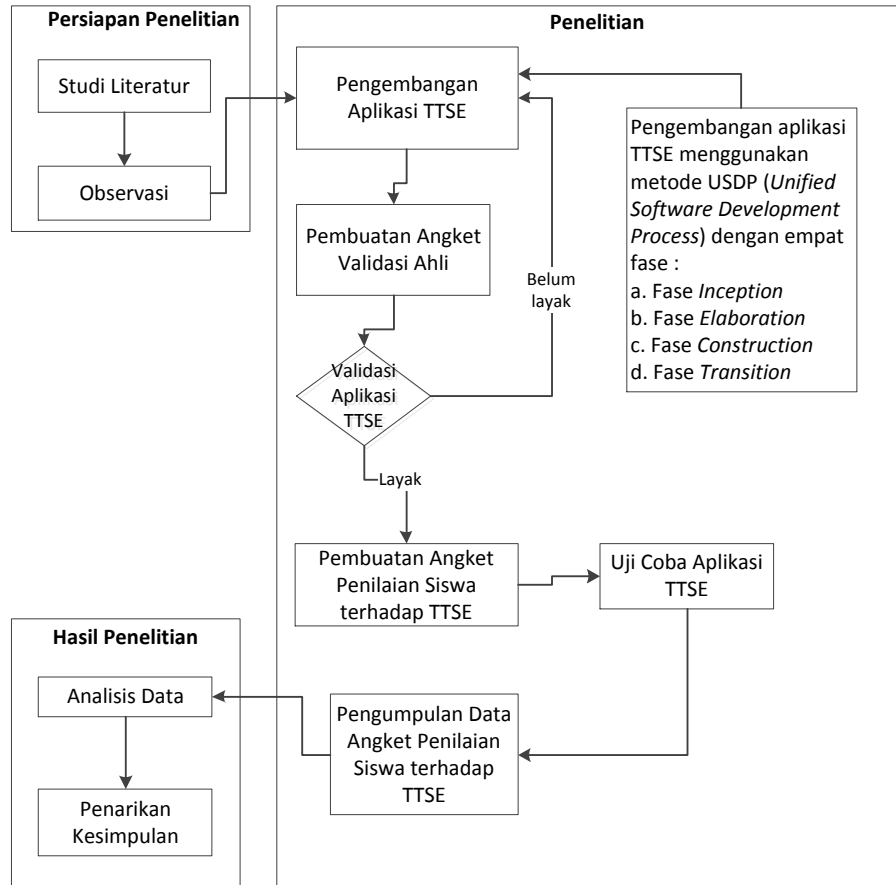 Persiapan Penelitian
Studi Literatur
Observasi
Penelitian
Pengembangan
Aplikasi TTSE
Pengembangan aplikasi
TTSE menggunakan
metode USDP (Unified
Software Development
Process) dengan empat
fase :
a. Fase Inception
b. Fase Elaboration
c. Fase Construction
d. Fase Transition
Pembuatan Angket
Validasi Ahli
Belum
layak
Validasi
Aplikasi
TTSE
Layak
Pembuatan Angket
Penilaian Siswa
terhadap TTSE
Uji Coba Aplikasi
TTSE
Pengumpulan Data
Angket Penilaian
Siswa terhadap
TTSE
Hasil Penelitian
Analisis Data
Penarikan
Kesimpulan